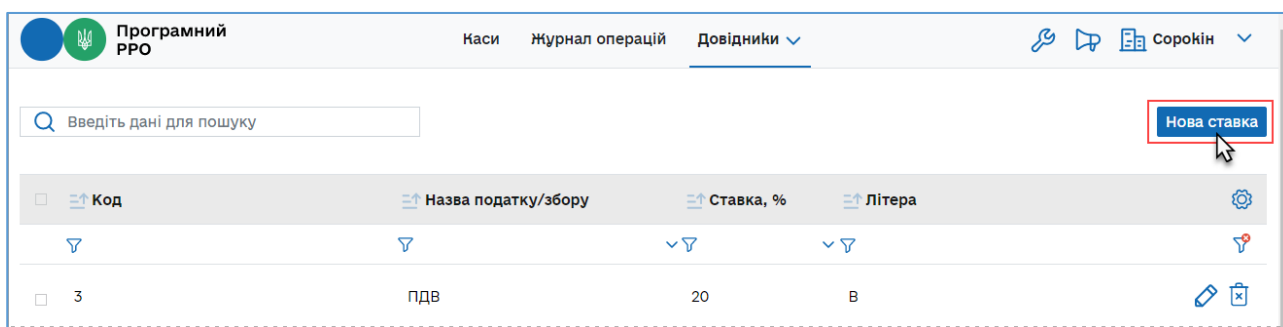 Програмний
РРО
Каси Журнал операцій Довідники Сорокін
Введіть дані для пошуку
Нова ставка
Код Назва податку/збору Ставка, % Літера
3 ПДВ 20 В